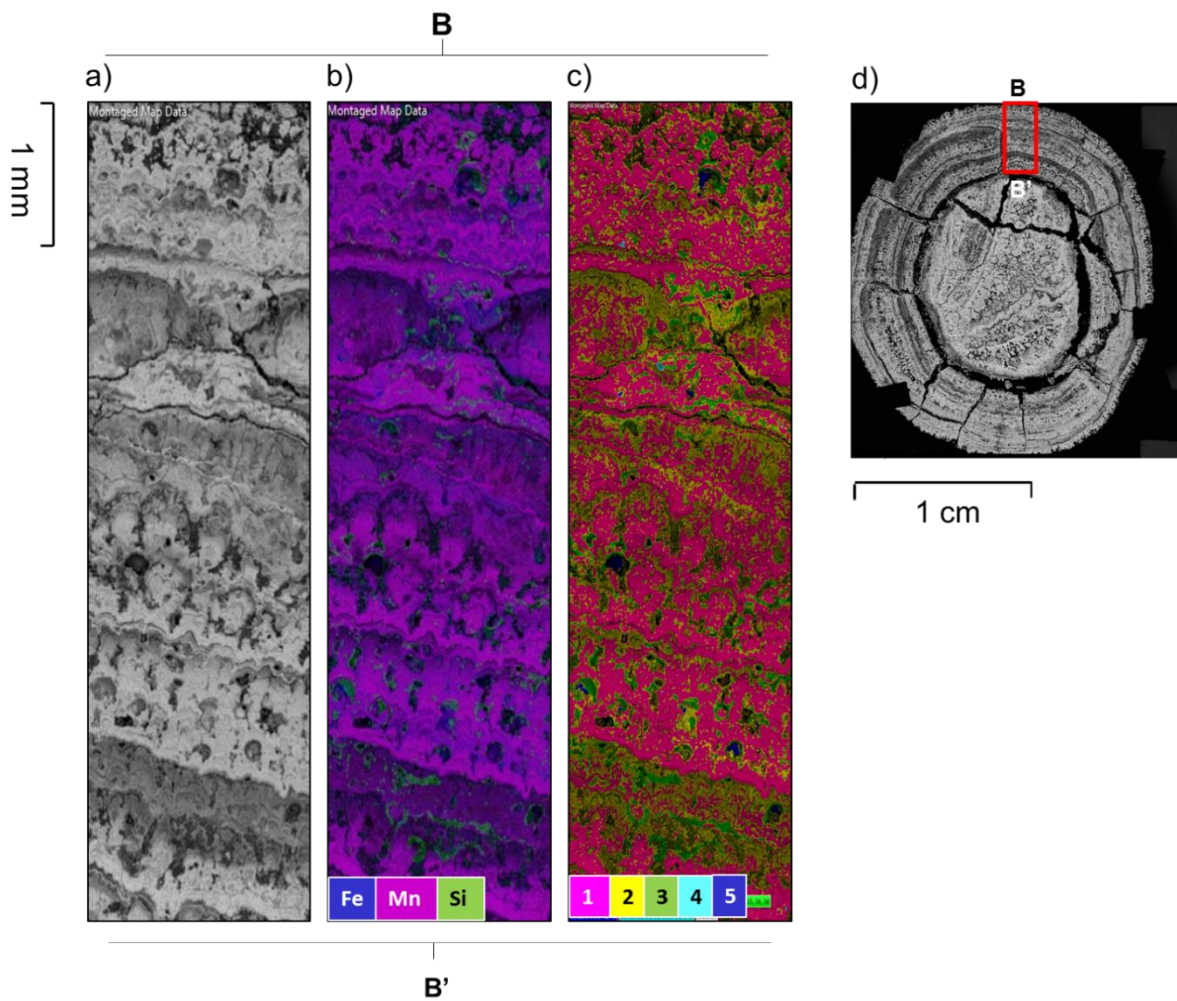 B
a) b) c) d)
Montaged Map Data Montaged Map Data Montaged Map Data
B
B'
1 mm
1 cm
Fe Mn Si
1 2 3 4 5
B’